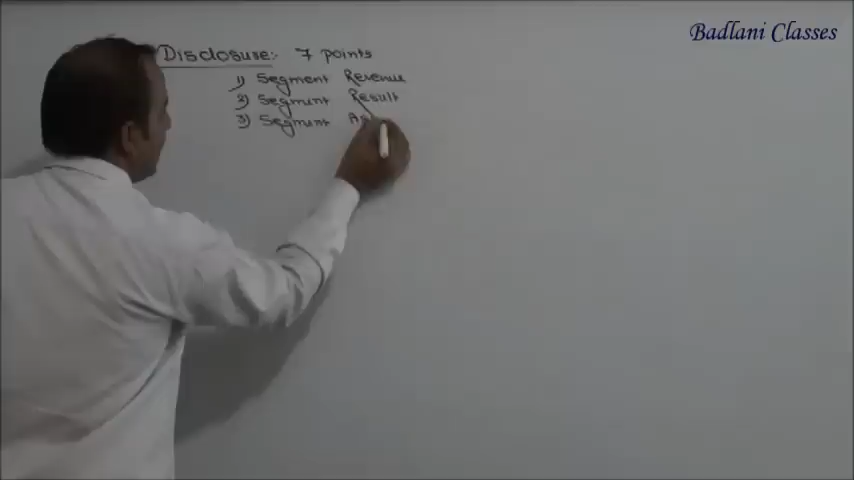 Badlani Classes
Disclosure:- 7 points
1) Segment Revenue
2) Segment Result
3) Segment